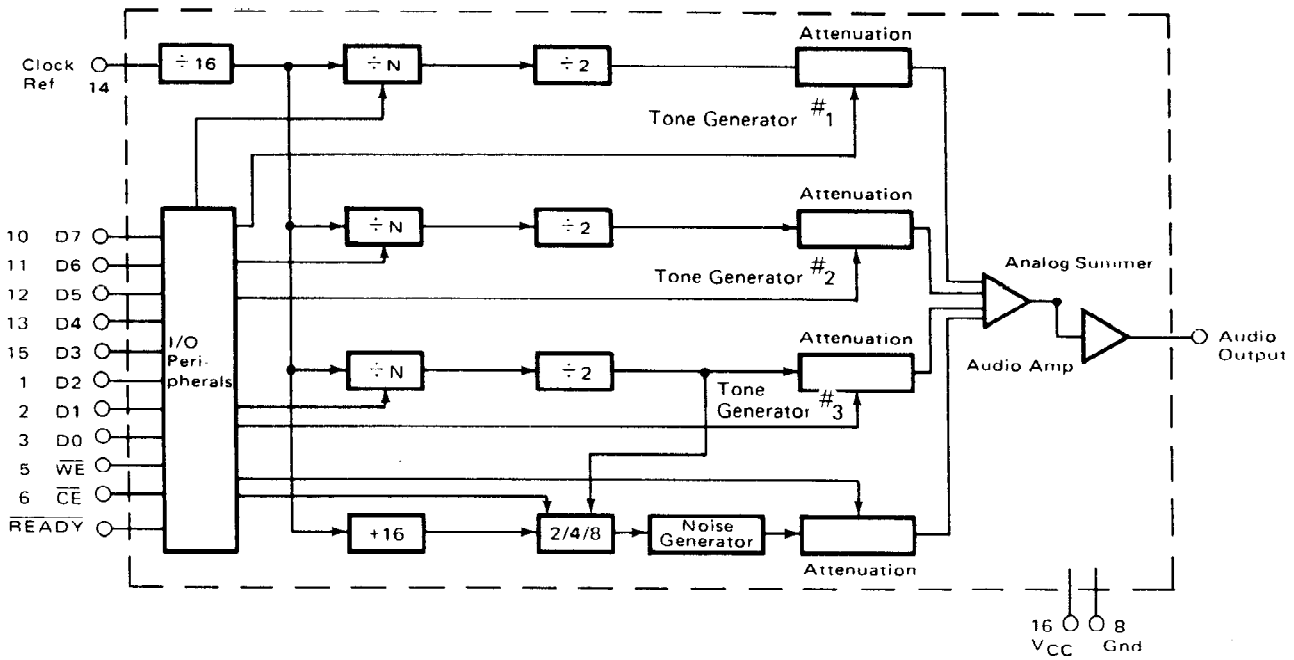 Clock
Ref
14
÷ 16
÷ N
÷ 2
Attenuation
Tone Generator #1
10 D7
11 D6
12 D5
13 D4
15 D3
1 D2
2 D1
3 D0
5 WE
6 CE
READY
I/O
Peri-
pherals
÷ N
÷ 2
Attenuation
Tone Generator #2
÷ N
÷ 2
Attenuation
Tone
Generator #3
+16
2/4/8
Noise
Generator
Attenuation
Analog Summer
Audio Amp
Audio
Output
16
VCC
8
Gnd